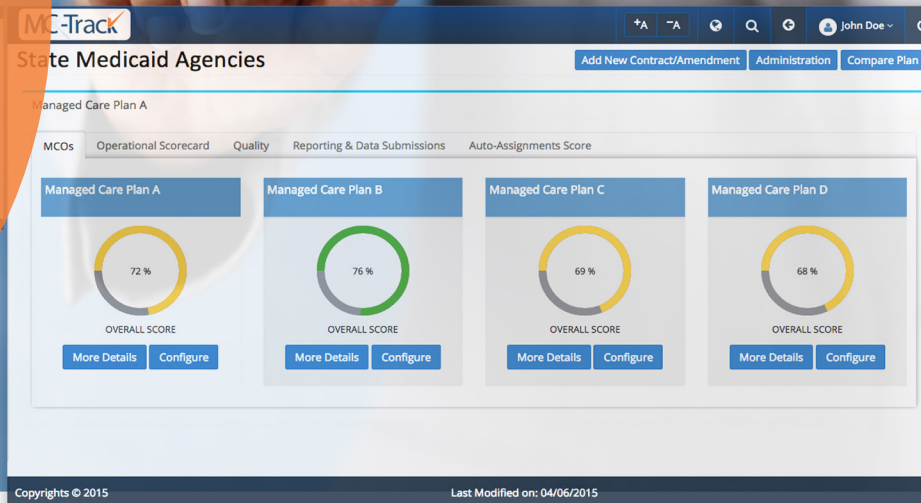 MC-Track
+A -A John Doe
State Medicaid Agencies
Add New Contract/Amendment Administration Compare Plan
Managed Care Plan A
MCOs Operational Scorecard Quality Reporting & Data Submissions Auto-Assignments Score
Managed Care Plan A Managed Care Plan B Managed Care Plan C Managed Care Plan D
72 % 76 % 69 % 68 %
OVERALL SCORE OVERALL SCORE OVERALL SCORE OVERALL SCORE
More Details Configure More Details Configure More Details Configure More Details Configure
Copyrights © 2015 Last Modified on: 04/06/2015